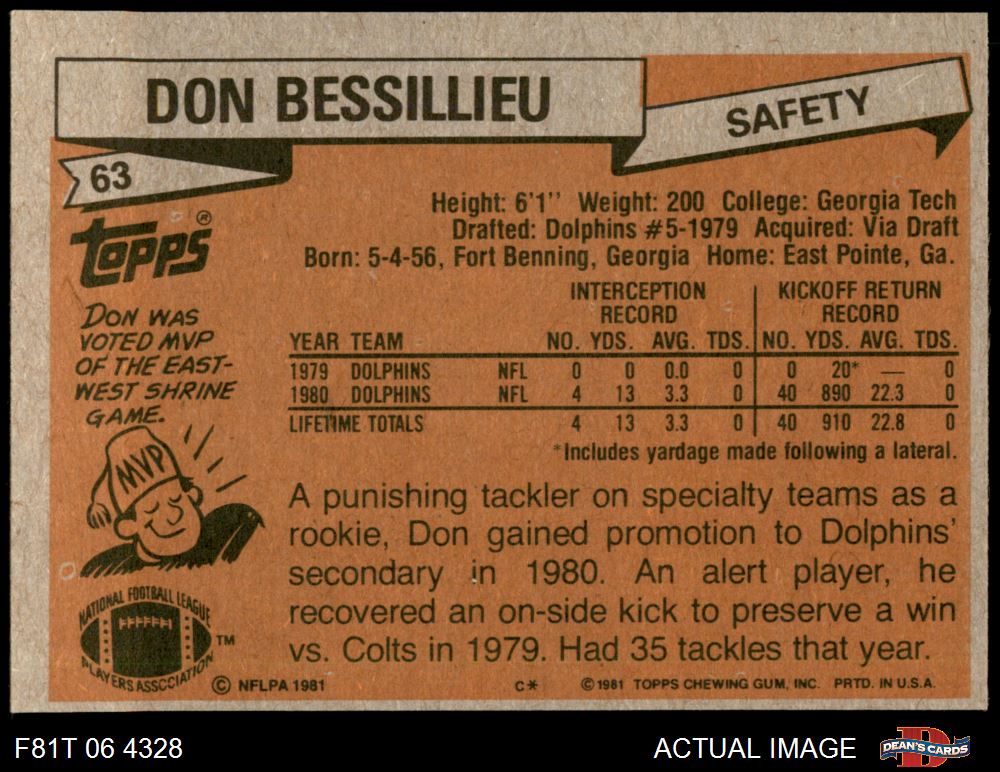 DON BESSILLIEU
SAFETY
63
TOPPS®
Height: 6'1'' Weight: 200 College: Georgia Tech
Drafted: Dolphins #5-1979 Acquired: Via Draft
Born: 5-4-56, Fort Benning, Georgia Home: East Pointe, Ga.
DON WAS
VOTED MVP
OF THE EAST-
WEST SHRINE
GAME.
MVP
INTERCEPTION KICKOFF RETURN
RECORD RECORD
YEAR TEAM NO. YDS. AVG. TDS. NO. YDS. AVG. TDS.
1979 DOLPHINS NFL 0 0 0.0 0 0 20* — 0
1980 DOLPHINS NFL 4 13 3.3 0 40 890 22.3 0
LIFETIME TOTALS 4 13 3.3 0 40 910 22.8 0
*Includes yardage made following a lateral.
A punishing tackler on specialty teams as a
rookie, Don gained promotion to Dolphins'
secondary in 1980. An alert player, he
recovered an on-side kick to preserve a win
vs. Colts in 1979. Had 35 tackles that year.
NATIONAL FOOTBALL LEAGUE
PLAYERS ASSOCIATION
TM
© NFLPA 1981
C*
© 1981 TOPPS CHEWING GUM, INC. PRTD. IN U.S.A.
F81T 06 4328
ACTUAL IMAGE
D
DEAN'S CARDS